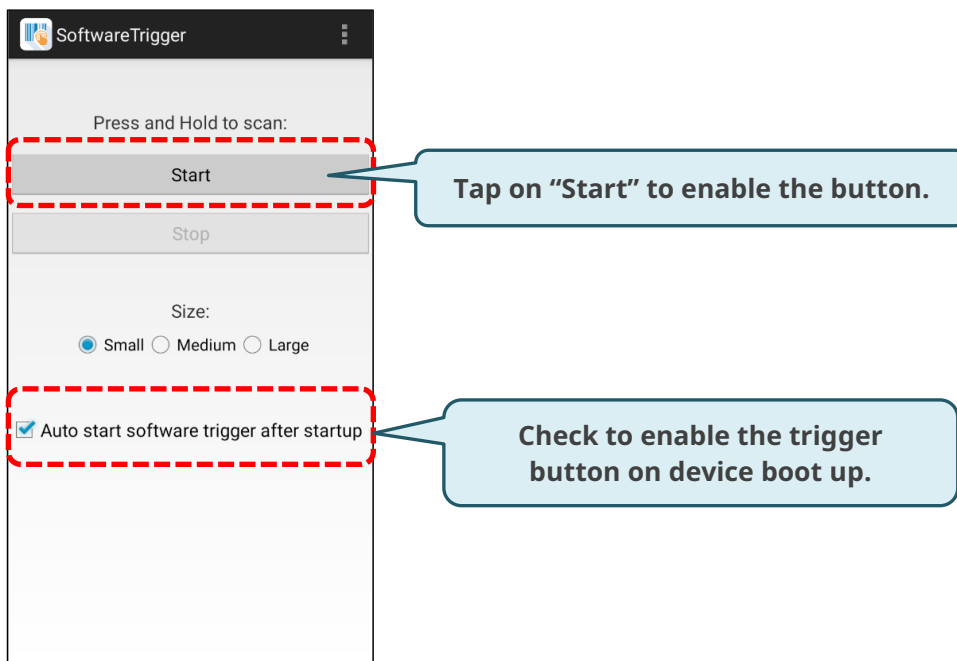 SoftwareTrigger
Press and Hold to scan:
Start
Tap on “Start” to enable the button.
Stop
Size:
Small Medium Large
Auto start software trigger after startup
Check to enable the trigger
button on device boot up.